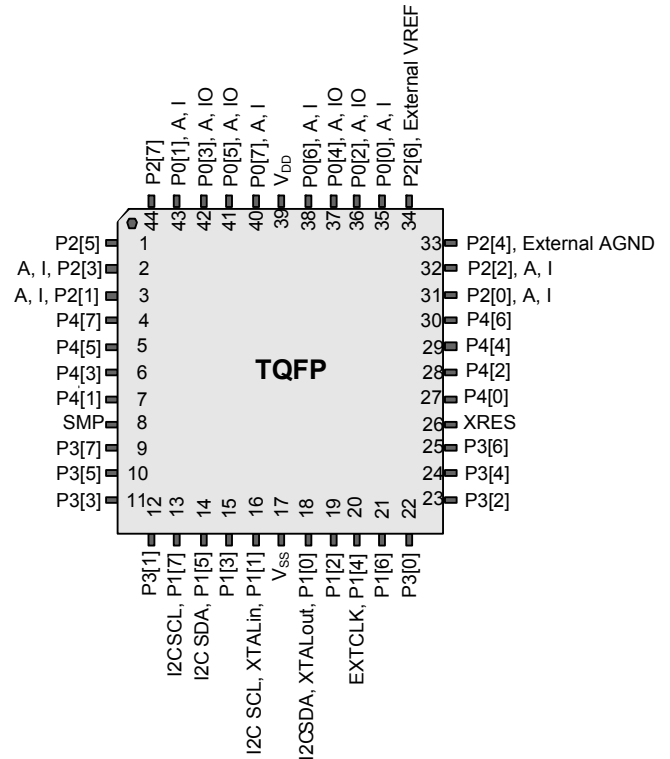 P2[7]
P0[1], A, I
P0[3], A, IO
P0[5], A, IO
P0[7], A, I
VDD
P0[6], A, I
P0[4], A, IO
P0[2], A, IO
P0[0], A, I
P2[6], External VREF
44
43
42
41
40
39
38
37
36
35
34
P2[5] 1
A, I, P2[3] 2
A, I, P2[1] 3
P4[7] 4
P4[5] 5
P4[3] 6
P4[1] 7
SMP 8
P3[7] 9
P3[5] 10
P3[3] 11
TQFP
33 P2[4], External AGND
32 P2[2], A, I
31 P2[0], A, I
30 P4[6]
29 P4[4]
28 P4[2]
27 P4[0]
26 XRES
25 P3[6]
24 P3[4]
23 P3[2]
12
13
14
15
16
17
18
19
20
21
22
P3[1]
I2CSCL, P1[7]
I2C SDA, P1[5]
P1[3]
I2C SCL, XTALin, P1[1]
VSS
I2CSDA, XTALout, P1[0]
P1[2]
EXTCLK, P1[4]
P1[6]
P3[0]